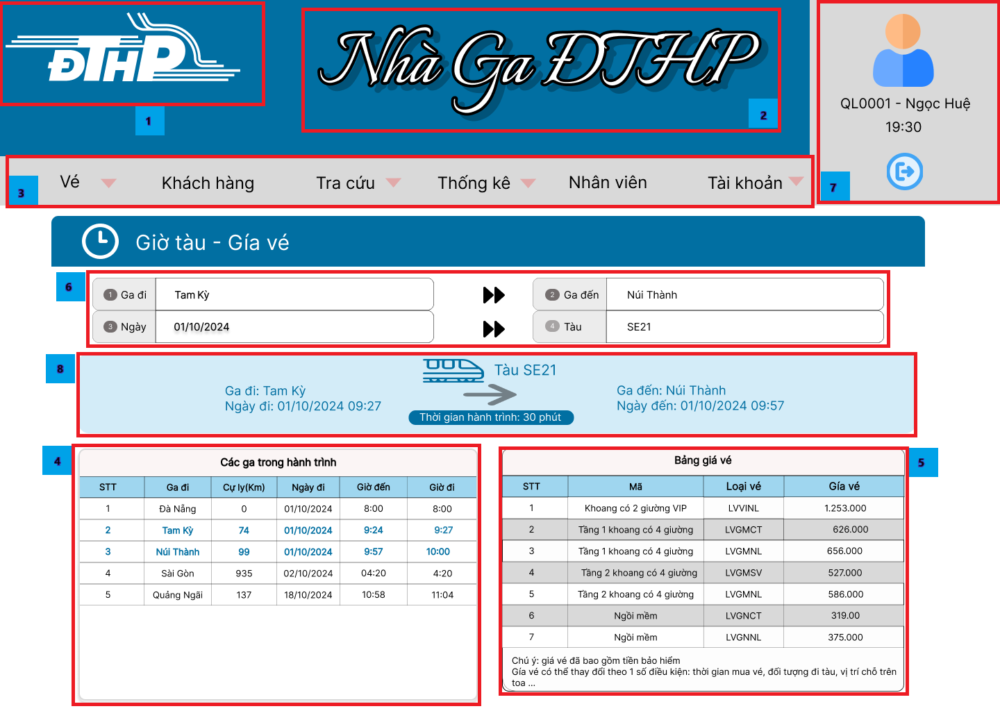 ĐTHP
1
Nhà Ga ĐTHP
2
QL0001 - Ngọc Huệ
19:30
7
3
Vé Khách hàng Tra cứu Thống kê Nhân viên Tài khoản
Giờ tàu - Gía vé
6
1 Ga đi Tam Kỳ 2 Ga đến Núi Thành
3 Ngày 01/10/2024 4 Tàu SE21
8
Tàu SE21
Ga đi: Tam Kỳ Ga đến: Núi Thành
Ngày đi: 01/10/2024 09:27 Ngày đến: 01/10/2024 09:57
Thời gian hành trình: 30 phút
4
Các ga trong hành trình
STT Ga đi Cự ly(Km) Ngày đi Giờ đến Giờ đi
1 Đà Nẵng 0 01/10/2024 8:00 8:00
2 Tam Kỳ 74 01/10/2024 9:24 9:27
3 Núi Thành 99 01/10/2024 9:57 10:00
4 Sài Gòn 935 02/10/2024 04:20 4:20
5 Quảng Ngãi 137 18/10/2024 10:58 11:04
5
Bảng giá vé
STT Mã Loại vé Gía vé
1 Khoang có 2 giường VIP LVVINL 1.253.000
2 Tầng 1 khoang có 4 giường LVGMCT 626.000
3 Tầng 1 khoang có 4 giường LVGMNL 656.000
4 Tầng 2 khoang có 4 giường LVGMSV 527.000
5 Tầng 2 khoang có 4 giường LVGMNL 586.000
6 Ngồi mềm LVGNCT 319.00
7 Ngồi mềm LVGNNL 375.000
Chú ý: giá vé đã bao gồm tiền bảo hiểm
Gía vé có thể thay đổi theo 1 số điều kiện: thời gian mua vé, đối tượng đi tàu, vị trí chỗ trên
toa ...